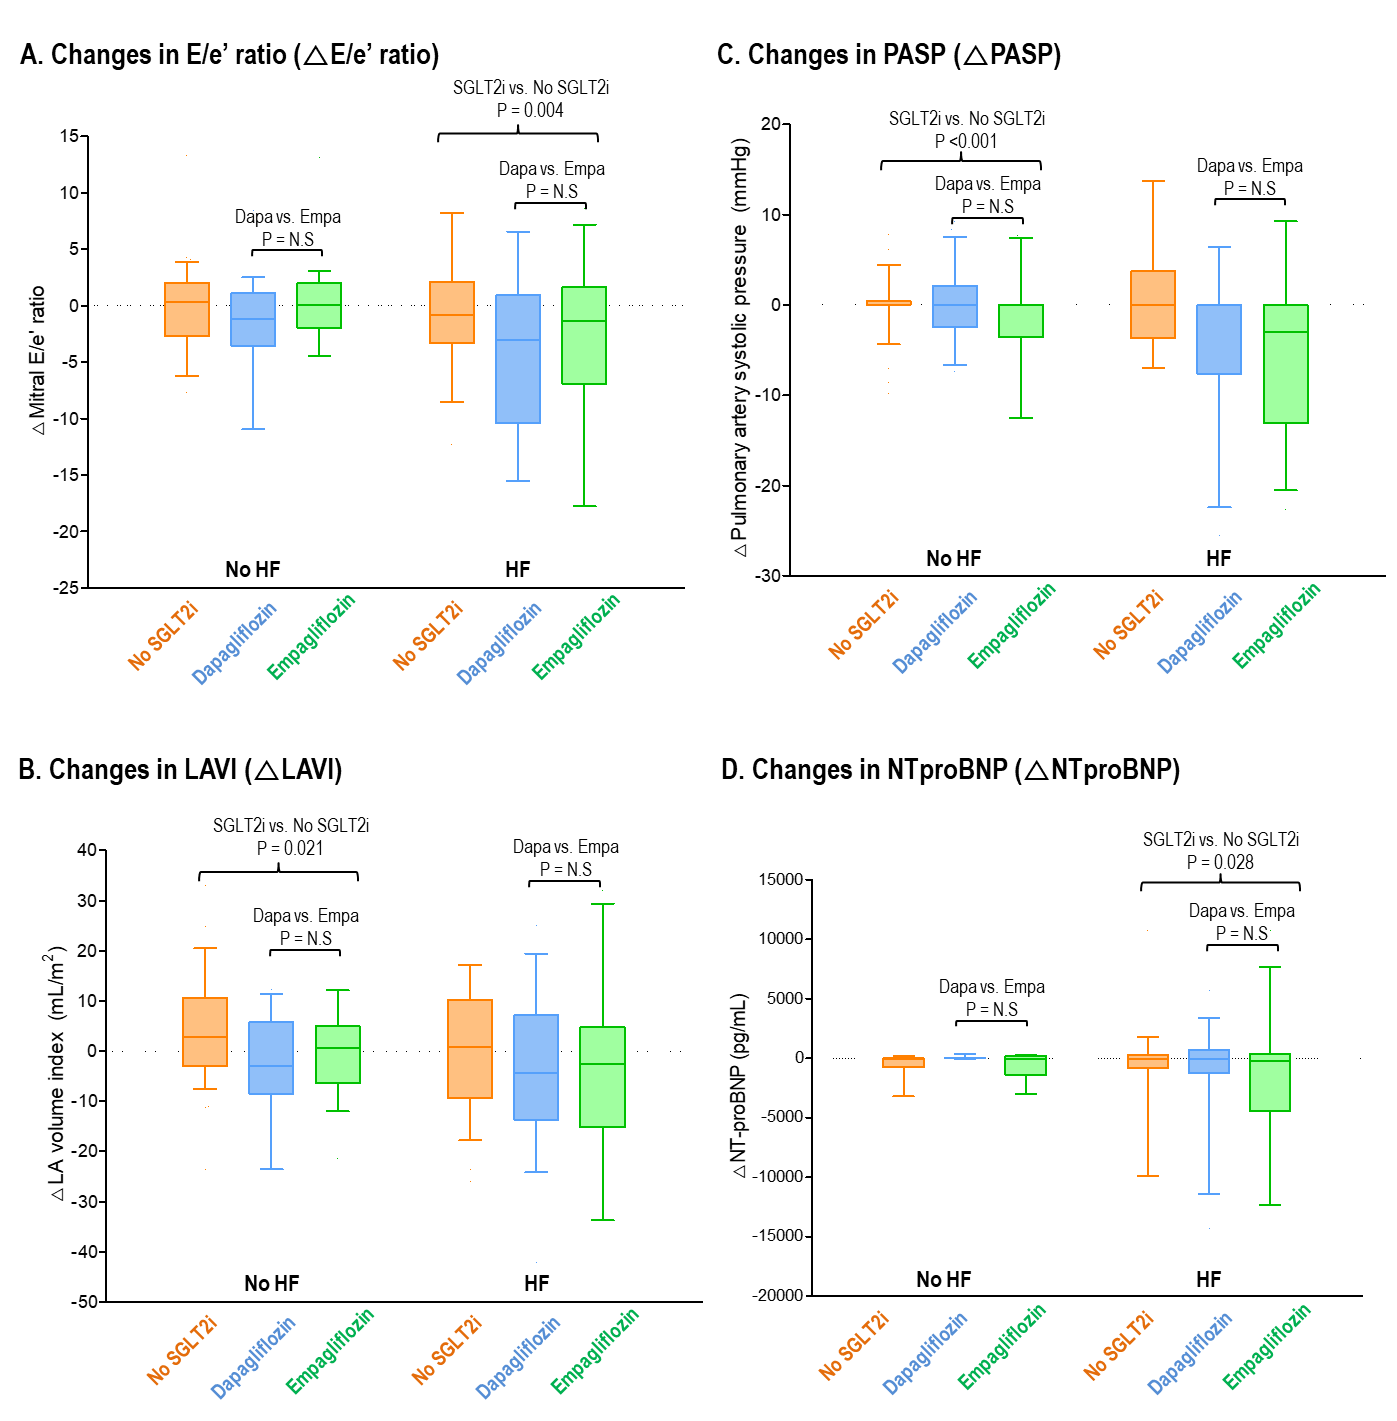 A. Changes in E/e’ ratio (△E/e’ ratio)
SGLT2i vs. No SGLT2i
P = 0.004
Dapa vs. Empa
P = N.S
Dapa vs. Empa
P = N.S
△Mitral E/e' ratio
15
10
5
0
-5
-10
-15
-20
-25
No HF
HF
No SGLT2i
Dapagliflozin
Empagliflozin
No SGLT2i
Dapagliflozin
Empagliflozin
C. Changes in PASP (△PASP)
SGLT2i vs. No SGLT2i
P <0.001
Dapa vs. Empa
P = N.S
Dapa vs. Empa
P = N.S
△Pulmonary artery systolic pressure (mmHg)
20
10
0
-10
-20
-30
No HF
HF
No SGLT2i
Dapagliflozin
Empagliflozin
No SGLT2i
Dapagliflozin
Empagliflozin
B. Changes in LAVI (△LAVI)
SGLT2i vs. No SGLT2i
P = 0.021
Dapa vs. Empa
P = N.S
Dapa vs. Empa
P = N.S
△LA volume index (mL/m²)
40
30
20
10
0
-10
-20
-30
-40
-50
No HF
HF
No SGLT2i
Dapagliflozin
Empagliflozin
No SGLT2i
Dapagliflozin
Empagliflozin
D. Changes in NTproBNP (△NTproBNP)
SGLT2i vs. No SGLT2i
P = 0.028
Dapa vs. Empa
P = N.S
Dapa vs. Empa
P = N.S
△NT-proBNP (pg/mL)
15000
10000
5000
0
-5000
-10000
-15000
-20000
No HF
HF
No SGLT2i
Dapagliflozin
Empagliflozin
No SGLT2i
Dapagliflozin
Empagliflozin